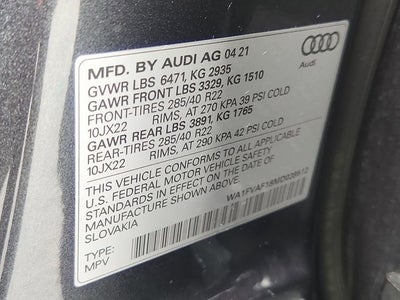 MFD. BY AUDI AG 04 21
GVWR LBS 6471, KG 2935
GAWR FRONT LBS 3329, KG 1510
FRONT-TIRES 285/40 R22
10JX22 RIMS, AT 270 KPA 39 PSI COLD
GAWR REAR LBS 3891, KG 1765
REAR-TIRES 285/40 R22
10JX22 RIMS, AT 290 KPA 42 PSI COLD
THIS VEHICLE CONFORMS TO ALL APPLICABLE
U.S. FEDERAL MOTOR VEHICLE SAFETY
STANDARDS IN EFFECT ON THE DATE OF
MANUFACTURE SHOWN ABOVE.
SLOVAKIA
TYPE:
MPV
Audi